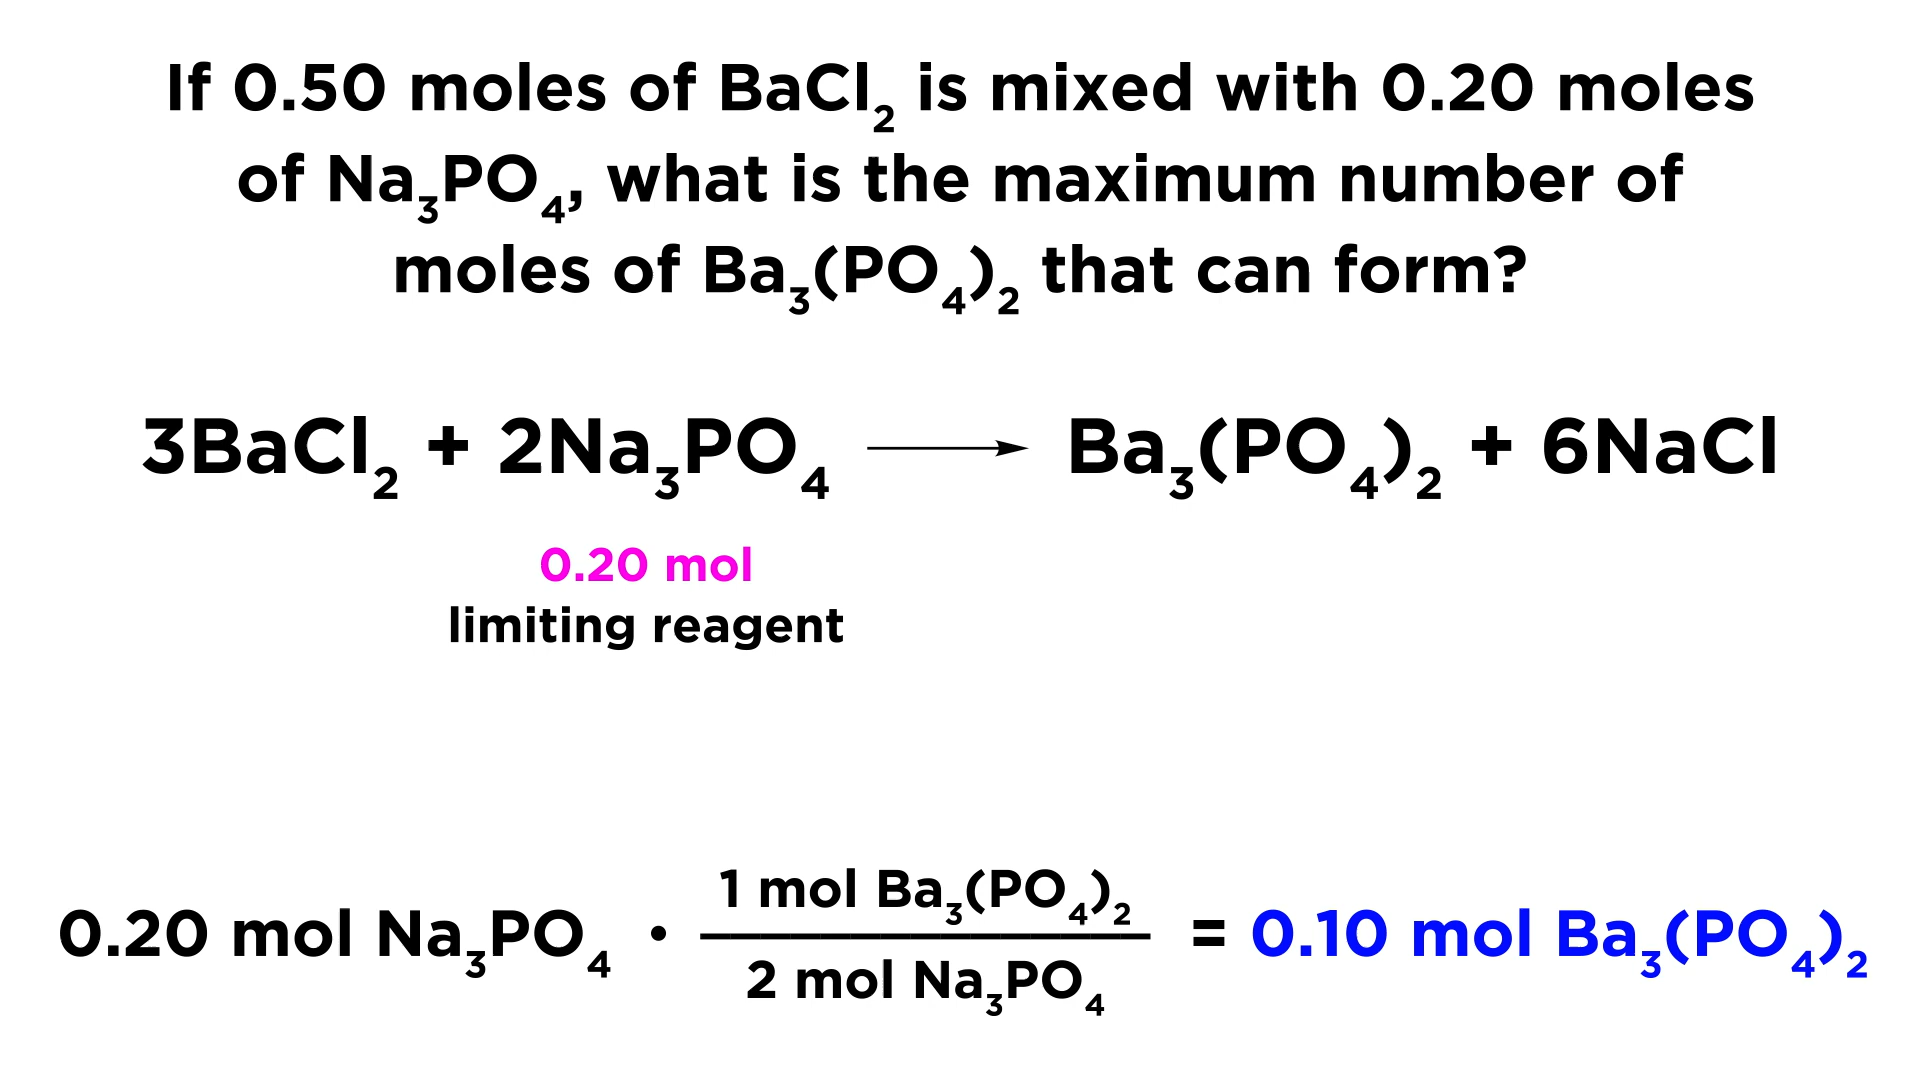 If 0.50 moles of BaCl₂ is mixed with 0.20 moles
of Na₃PO₄, what is the maximum number of
moles of Ba₃(PO₄)₂ that can form?
3BaCl₂ + 2Na₃PO₄ ⟶ Ba₃(PO₄)₂ + 6NaCl
0.20 mol
limiting reagent
1 mol Ba₃(PO₄)₂
0.20 mol Na₃PO₄ · = 0.10 mol Ba₃(PO₄)₂
2 mol Na₃PO₄